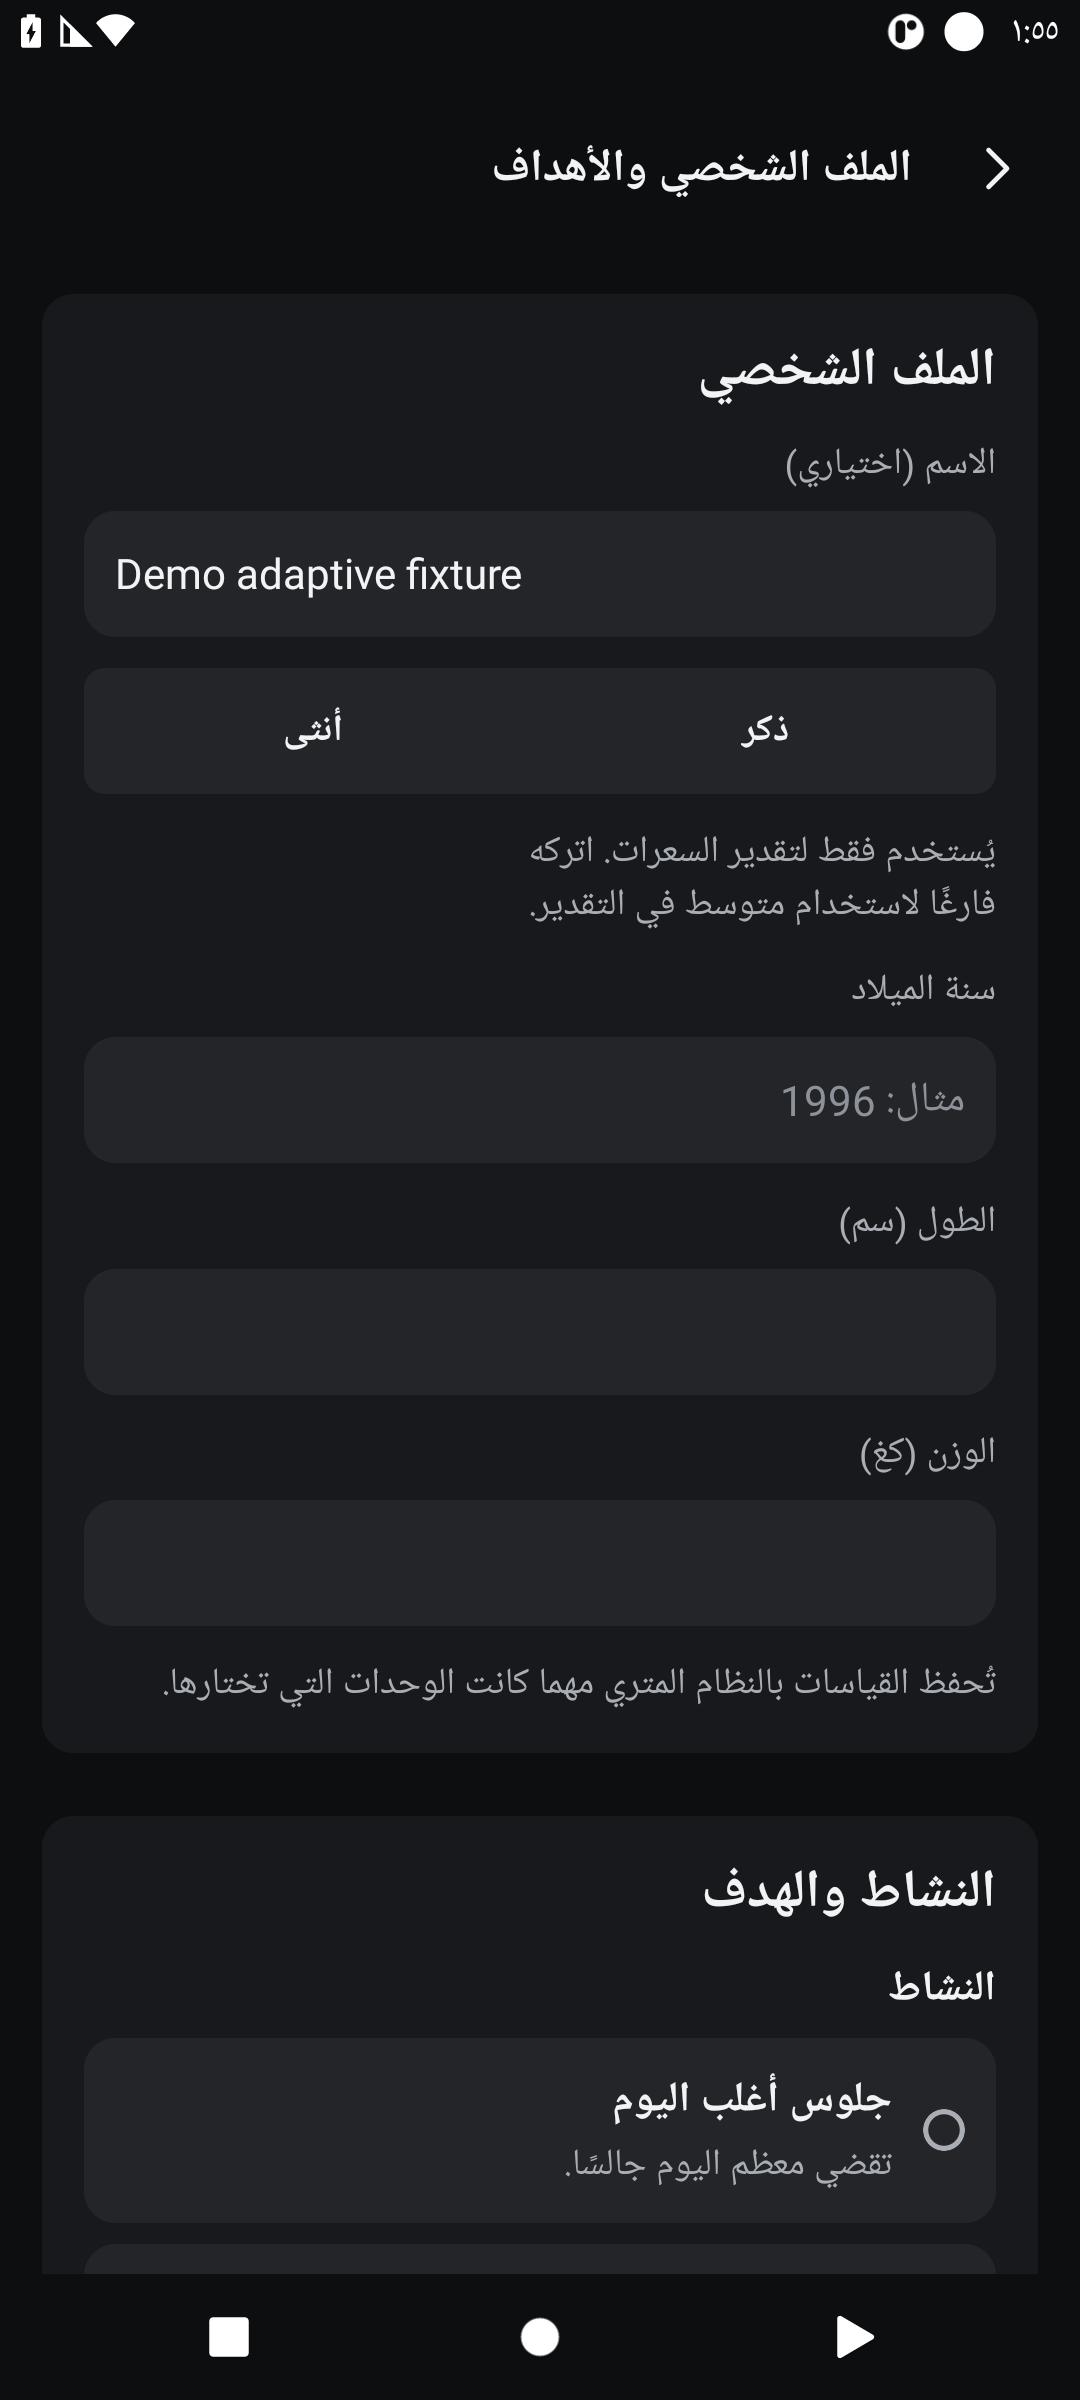 ١:٥٥
الملف الشخصي والأهداف
الملف الشخصي
الاسم (اختياري)
Demo adaptive fixture
ذكر
أنثى
يُستخدم فقط لتقدير السعرات. اتركه
فارغًا لاستخدام متوسط في التقدير.
سنة الميلاد
مثال: 1996
الطول (سم)
الوزن (كغ)
تُحفظ القياسات بالنظام المتري مهما كانت الوحدات التي تختارها.
النشاط والهدف
النشاط
جلوس أغلب اليوم
تقضي معظم اليوم جالسًا.